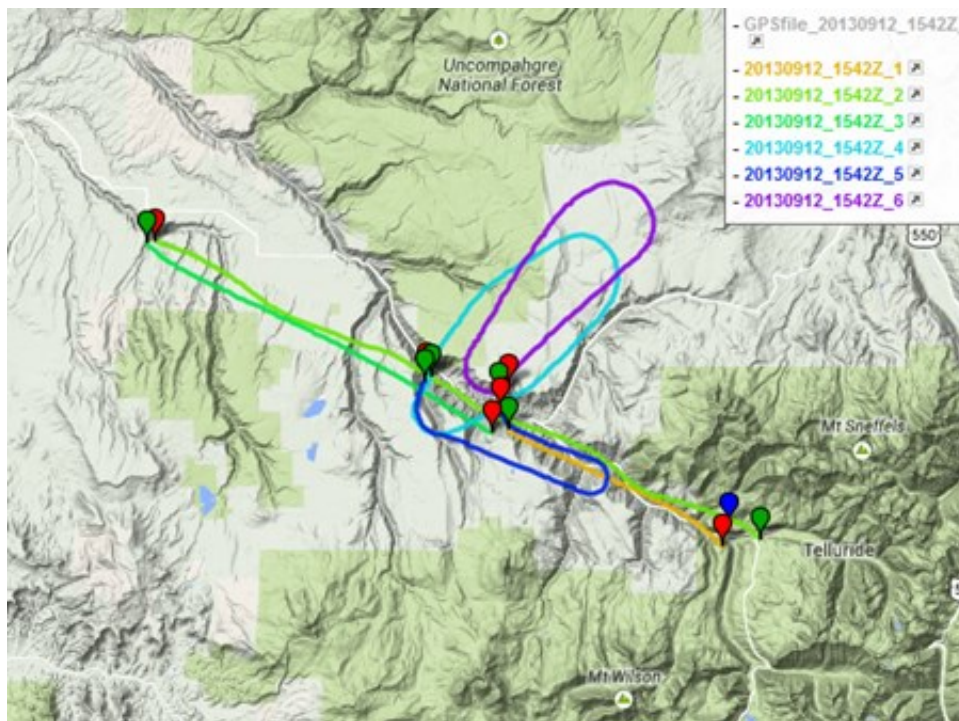 - GPSfile_20130912_1542Z
- 20130912_1542Z_1
- 20130912_1542Z_2
- 20130912_1542Z_3
- 20130912_1542Z_4
- 20130912_1542Z_5
- 20130912_1542Z_6
Uncompahgre
National Forest
550
Mt Sneffels
Telluride
Mt Wilson